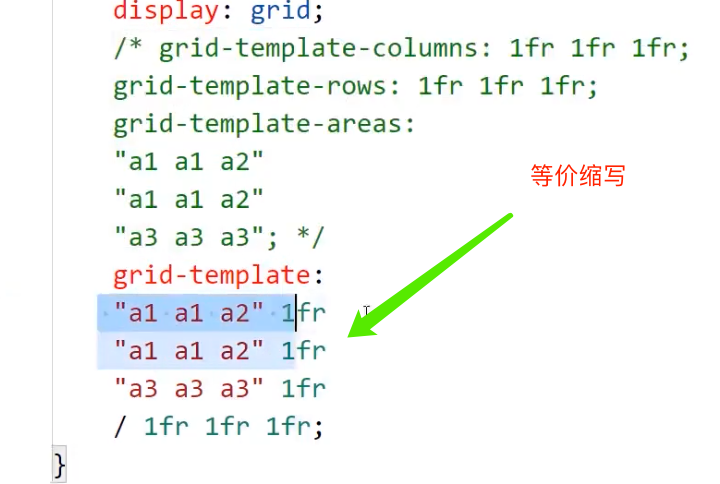 display: grid;
/* grid-template-columns: 1fr 1fr 1fr;
grid-template-rows: 1fr 1fr 1fr;
grid-template-areas:
"a1 a1 a2"
"a1 a1 a2"
"a3 a3 a3"; */
等价缩写
grid-template:
"a1 a1 a2" 1fr
"a1 a1 a2" 1fr
"a3 a3 a3" 1fr
/ 1fr 1fr 1fr;
}